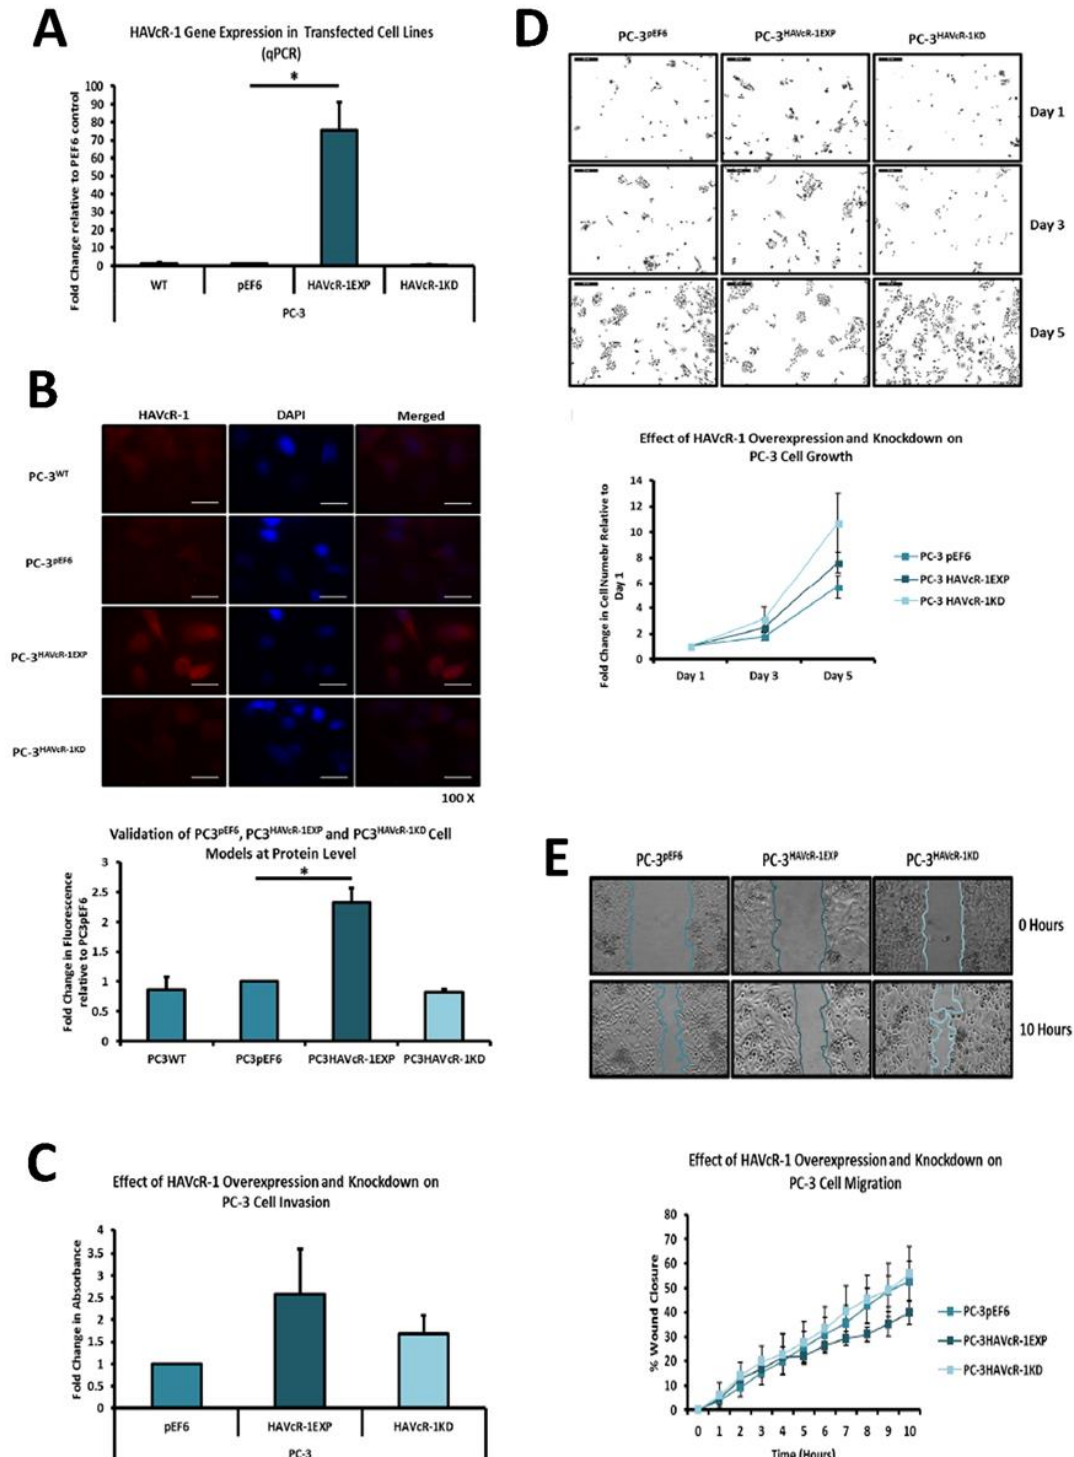 A
HAVcR-1 Gene Expression in Transfected Cell Lines
(qPCR)
*
Fold Change relative to PEF6 control
100
90
80
70
60
50
40
30
20
10
0
WT pEF6 HAVcR-1EXP HAVcR-1KD
PC-3
B
HAVcR-1 DAPI Merged
PC-3WT
PC-3pEF6
PC-3HAVcR-1EXP
PC-3HAVcR-1KD
100 X
Validation of PC3pEF6, PC3HAVcR-1EXP and PC3HAVcR-1KD Cell
Models at Protein Level
*
Fold Change in Fluorescence
relative to PC3pEF6
3
2.5
2
1.5
1
0.5
0
PC3WT PC3pEF6 PC3HAVcR-1EXP PC3HAVcR-1KD
C
Effect of HAVcR-1 Overexpression and Knockdown on
PC-3 Cell Invasion
Fold Change in Absorbance
4
3.5
3
2.5
2
1.5
1
0.5
0
pEF6 HAVcR-1EXP HAVcR-1KD
PC-3
D
PC-3pEF6 PC-3HAVcR-1EXP PC-3HAVcR-1KD
Day 1
Day 3
Day 5
Effect of HAVcR-1 Overexpression and Knockdown on
PC-3 Cell Growth
Fold Change in Cell Numebr Relative to
Day 1
14
12
10
8
6
4
2
0
Day 1 Day 3 Day 5
PC-3 pEF6
PC-3 HAVcR-1EXP
PC-3 HAVcR-1KD
E
PC-3pEF6 PC-3HAVcR-1EXP PC-3HAVcR-1KD
0 Hours
10 Hours
Effect of HAVcR-1 Overexpression and Knockdown on
PC-3 Cell Migration
% Wound Closure
80
70
60
50
40
30
20
10
0
0 1 2 3 4 5 6 7 8 9 10
Time (Hours)
PC-3pEF6
PC-3HAVcR-1EXP
PC-3HAVcR-1KD